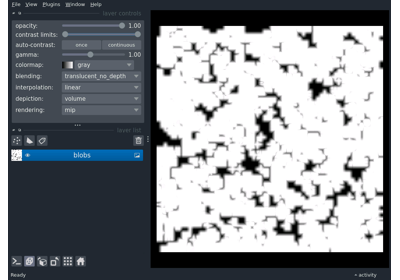 File View Plugins Window Help
layer controls
opacity: 1.00
contrast limits:
auto-contrast: once continuous
gamma: 1.00
colormap: gray
blending: translucent_no_depth
interpolation: linear
depiction: volume
rendering: mip
layer list
blobs
Ready
activity